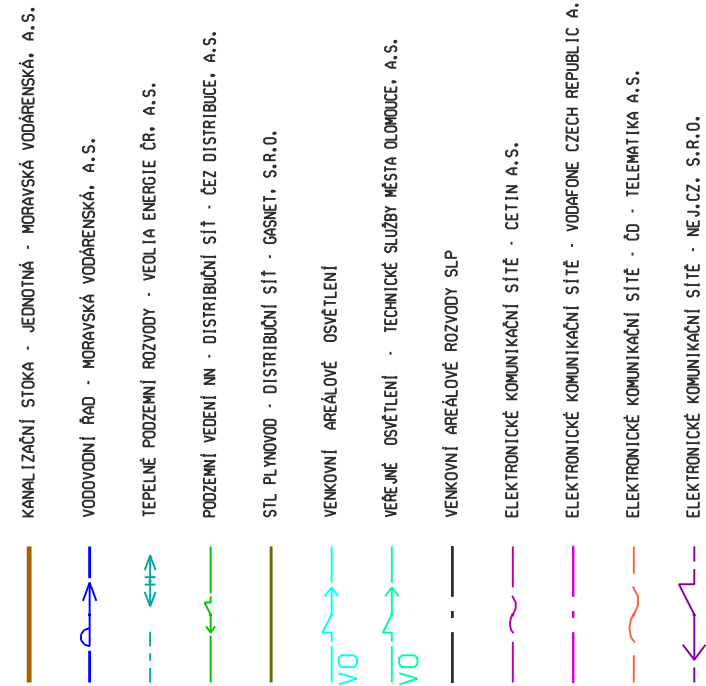 KANALIZAČNÍ STOKA - JEDNOTNÁ - MORAVSKÁ VODÁRENSKÁ, A.S.
VODOVODNÍ ŘAD - MORAVSKÁ VODÁRENSKÁ, A.S.
TEPELNÉ PODZEMNÍ ROZVODY - VEOLIA ENERGIE ČR, A.S.
PODZEMNÍ VEDENÍ NN - DISTRIBUČNÍ SÍŤ - ČEZ DISTRIBUCE, A.S.
STL PLYNOVOD - DISTRIBUČNÍ SÍŤ - GASNET, S.R.O.
VENKOVNÍ AREÁLOVÉ OSVĚTLENÍ
VO
VEŘEJNÉ OSVĚTLENÍ - TECHNICKÉ SLUŽBY MĚSTA OLOMOUCE, A.S.
VO
VENKOVNÍ AREÁLOVÉ ROZVODY SLP
ELEKTRONICKÉ KOMUNIKAČNÍ SÍTĚ - CETIN A.S.
ELEKTRONICKÉ KOMUNIKAČNÍ SÍTĚ - VODAFONE CZECH REPUBLIC A.
ELEKTRONICKÉ KOMUNIKAČNÍ SÍTĚ - ČD - TELEMATIKA A.S.
ELEKTRONICKÉ KOMUNIKAČNÍ SÍTĚ - NEJ.CZ, S.R.O.